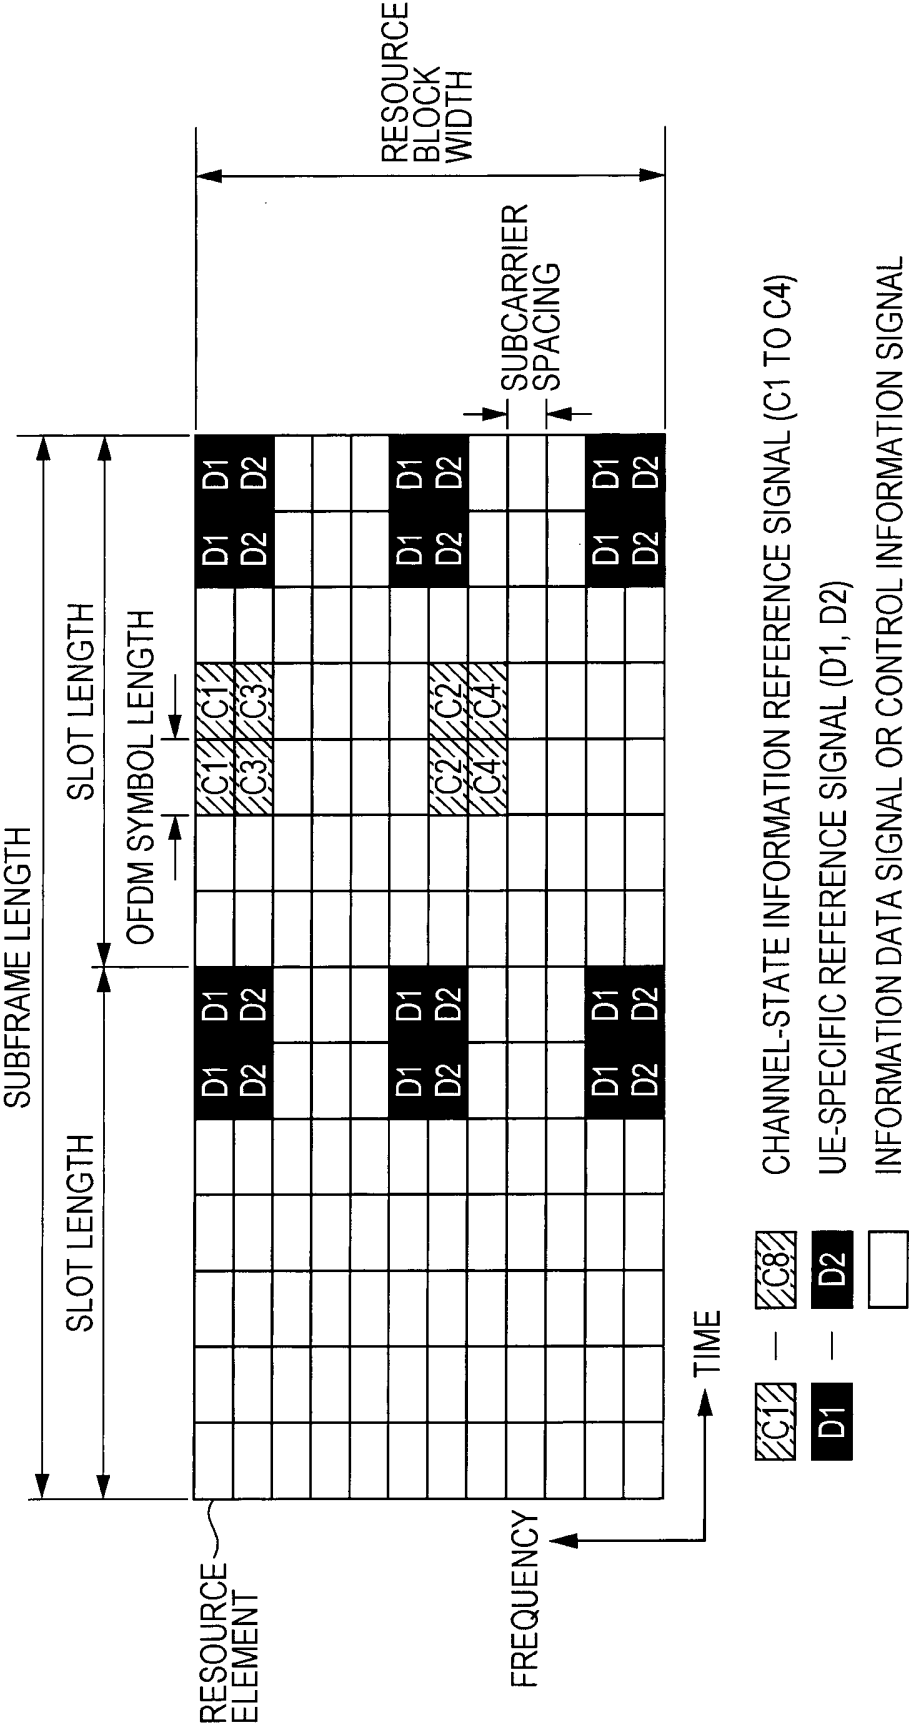 SUBFRAME LENGTH
SLOT LENGTH
SLOT LENGTH
OFDM SYMBOL LENGTH
RESOURCE
ELEMENT
D1 D1 C1 C1 D1 D1
D2 D2 C3 C3 D2 D2
D1 D1 D1 D1
D2 D2 C2 C2 D2 D2
C4 C4
D1 D1 D1 D1
D2 D2 D2 D2
RESOURCE
BLOCK
WIDTH
SUBCARRIER
SPACING
FREQUENCY
TIME
C1 — C8 CHANNEL-STATE INFORMATION REFERENCE SIGNAL (C1 TO C4)
D1 — D2 UE-SPECIFIC REFERENCE SIGNAL (D1, D2)
INFORMATION DATA SIGNAL OR CONTROL INFORMATION SIGNAL